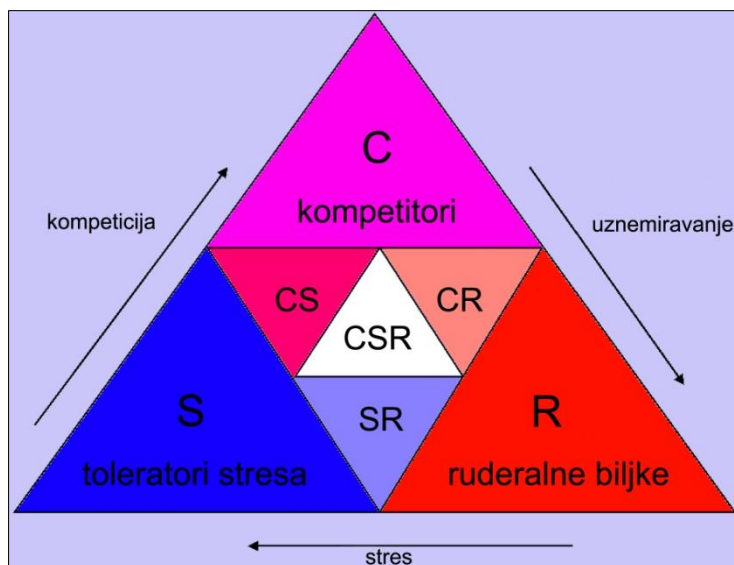 C
kompetitori
kompeticija
uznemiravanje
CS
CR
CSR
SR
S
toleratori stresa
R
ruderalne biljke
stres